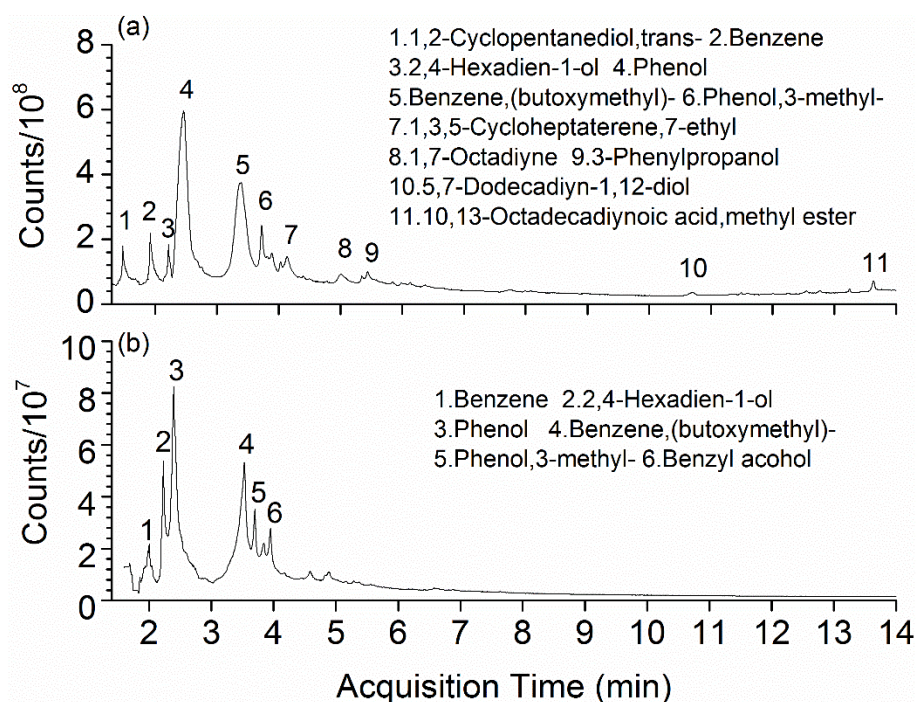 (a)
Counts/10^8
8
6
4
2
0
1 2 3 4 5 6 7 8 9 10 11
1.1,2-Cyclopentanediol,trans- 2.Benzene
3.2,4-Hexadien-1-ol 4.Phenol
5.Benzene,(butoxymethyl)- 6.Phenol,3-methyl-
7.1,3,5-Cycloheptaterene,7-ethyl
8.1,7-Octadiyne 9.3-Phenylpropanol
10.5,7-Dodecadiyn-1,12-diol
11.10,13-Octadecadiynoic acid,methyl ester
(b)
Counts/10^7
10
8
6
4
2
0
1 2 3 4 5 6
1.Benzene 2.2,4-Hexadien-1-ol
3.Phenol 4.Benzene,(butoxymethyl)-
5.Phenol,3-methyl- 6.Benzyl acohol
2 3 4 5 6 7 8 9 10 11 12 13 14
Acquisition Time (min)